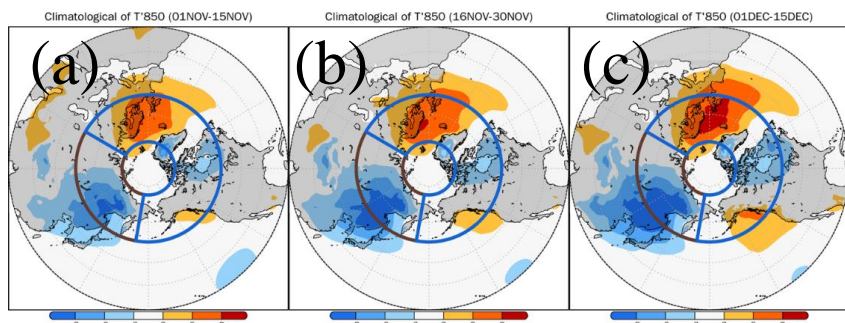 Climatological of T'850 (01NOV-15NOV)
Climatological of T'850 (16NOV-30NOV)
Climatological of T'850 (01DEC-15DEC)
(a)
(b)
(c)